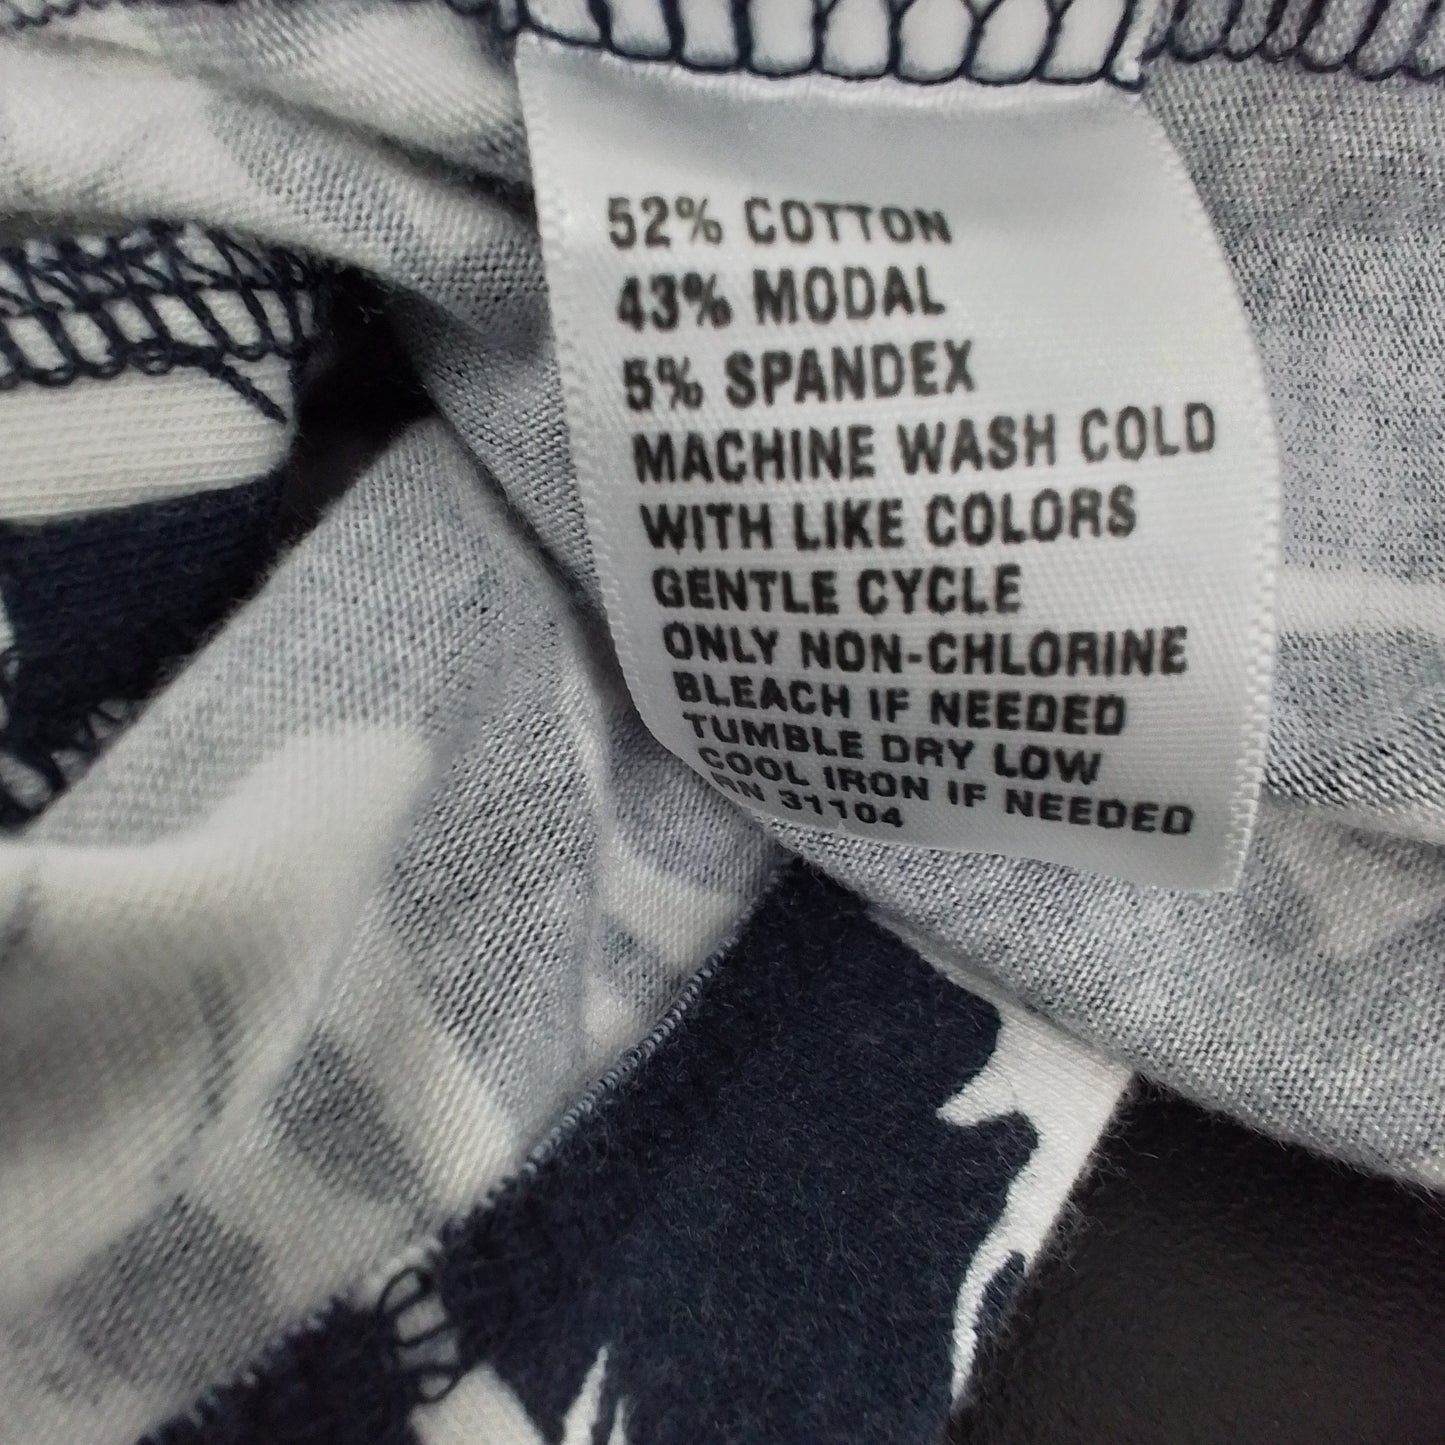 52% COTTON
43% MODAL
5% SPANDEX
MACHINE WASH COLD
WITH LIKE COLORS
GENTLE CYCLE
ONLY NON-CHLORINE
BLEACH IF NEEDED
TUMBLE DRY LOW
COOL IRON IF NEEDED
RN 31104